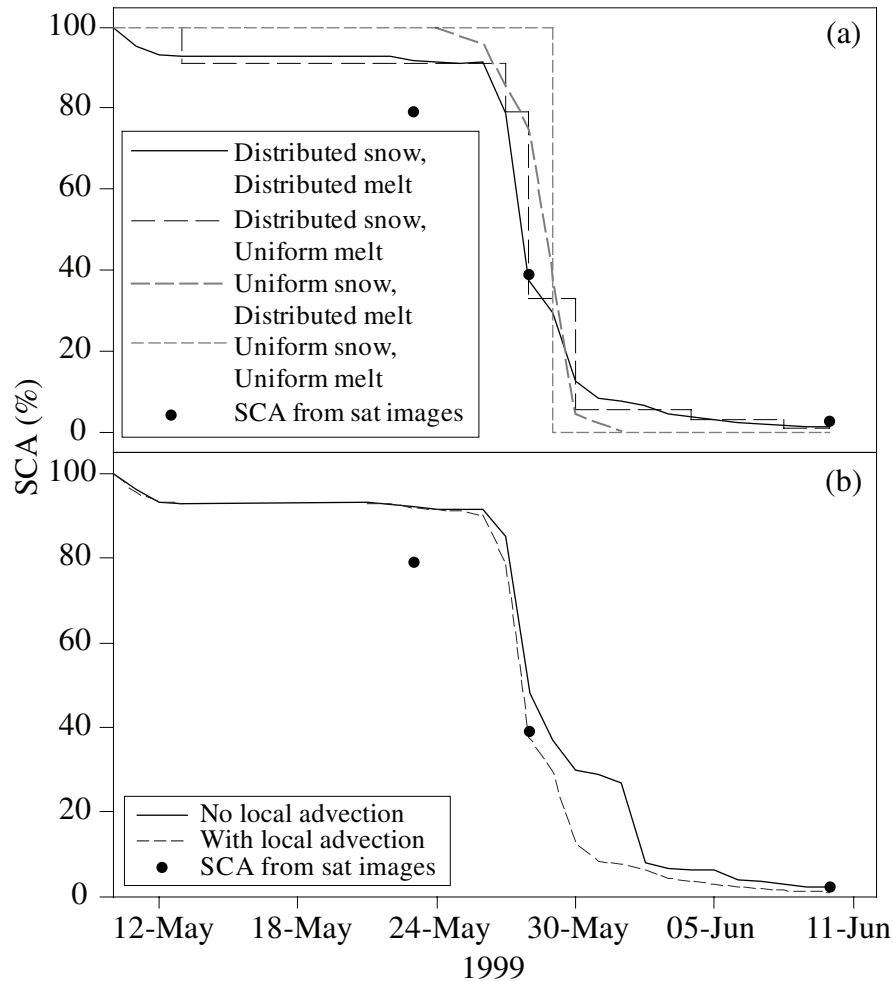 (a)
100
80
60
40
20
0
Distributed snow,
Distributed melt
Distributed snow,
Uniform melt
Uniform snow,
Distributed melt
Uniform snow,
Uniform melt
SCA from sat images
SCA (%)
(b)
100
80
60
40
20
0
No local advection
With local advection
SCA from sat images
12-May
18-May
24-May
30-May
05-Jun
11-Jun
1999